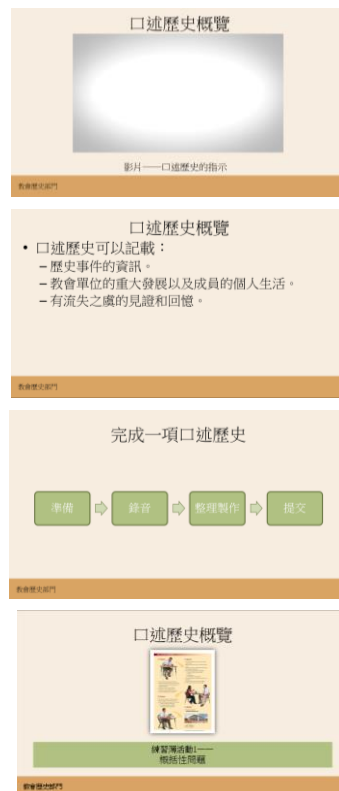 口述歷史概覽
影片——口述歷史的指示
教會歷史部門
口述歷史概覽
• 口述歷史可以記載：
– 歷史事件的資訊。
– 教會單位的重大發展以及成員的個人生活。
– 有流失之處的見證和回憶。
教會歷史部門
完成一項口述歷史
準備 錄音 整理製作 提交
教會歷史部門
口述歷史概覽
練習簿活動1——
概括性問題
教會歷史部門